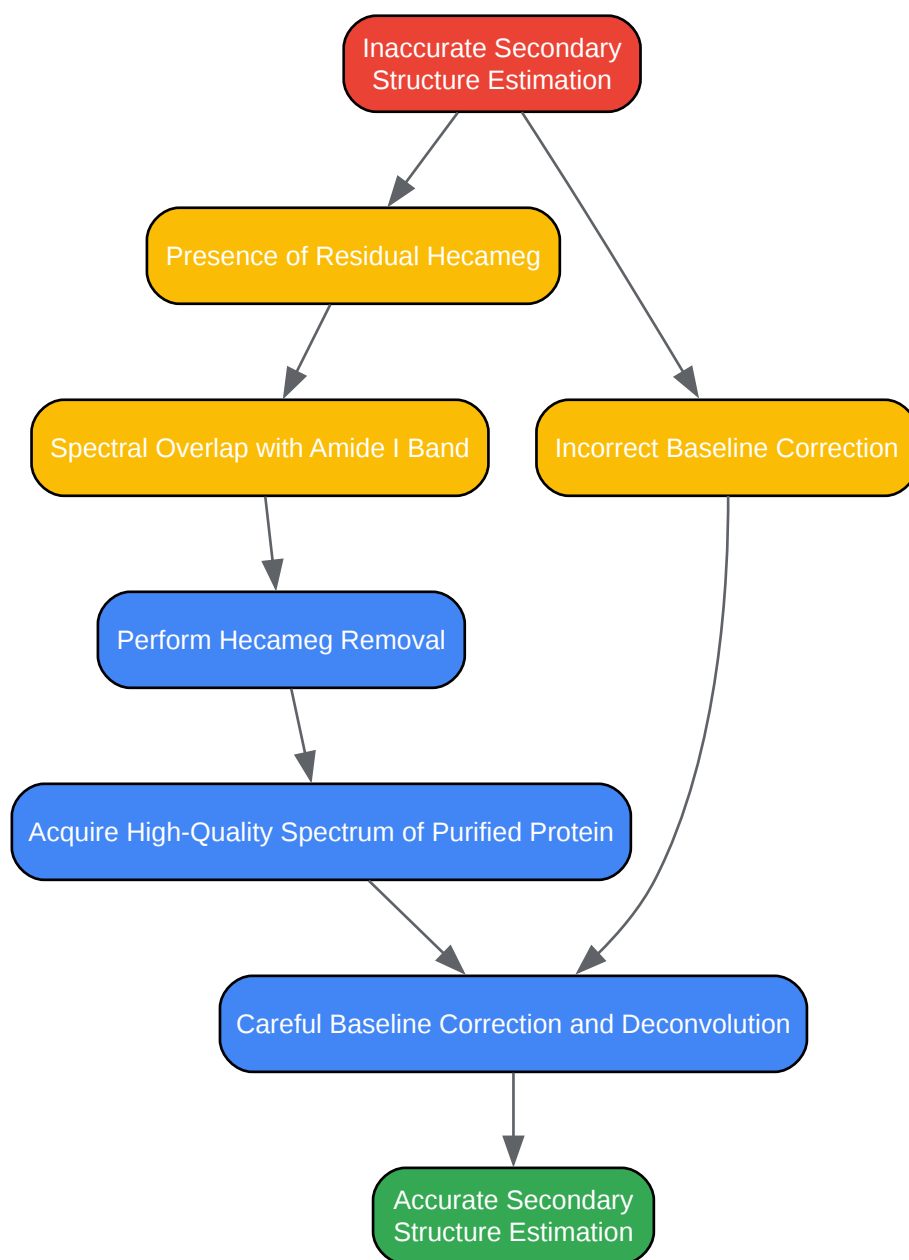 Inaccurate Secondary
Structure Estimation
Presence of Residual Hecameg
Spectral Overlap with Amide I Band
Incorrect Baseline Correction
Perform Hecameg Removal
Acquire High-Quality Spectrum of Purified Protein
Careful Baseline Correction and Deconvolution
Accurate Secondary
Structure Estimation